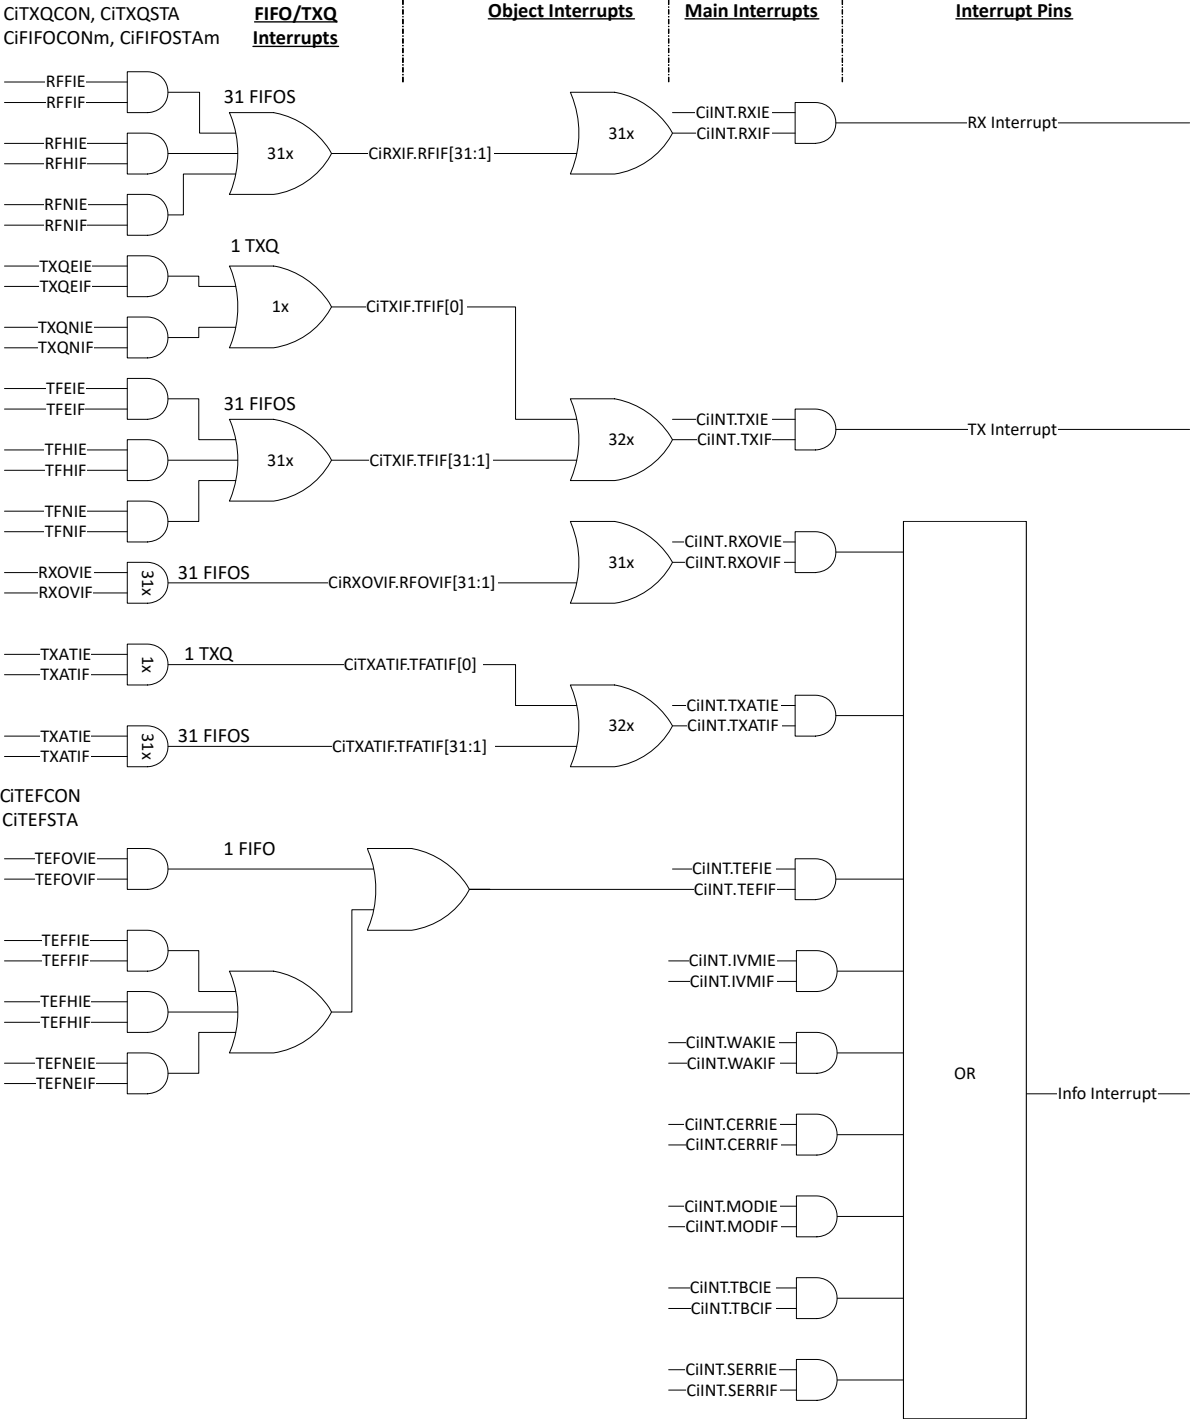 CiTXQCON, CiTXQSTA
CiFIFOCONm, CiFIFOSTAm
FIFO/TXQ
Interrupts
Object Interrupts
Main Interrupts
Interrupt Pins
RFFIE
RFFIF
RFHIE
RFHIF
RFNIE
RFNIF
31 FIFOS
31x
CiRXIF.RFIF[31:1]
31x
CiINT.RXIE
CiINT.RXIF
RX Interrupt
TXQEIE
TXQEIF
TXQNIE
TXQNIF
1 TXQ
1x
CiTXIF.TFIF[0]
TFEIE
TFEIF
TFHIE
TFHIF
TFNIE
TFNIF
31 FIFOS
31x
CiTXIF.TFIF[31:1]
32x
CiINT.TXIE
CiINT.TXIF
TX Interrupt
RXOVIE
RXOVIF
31x
31 FIFOS
CiRXOVIF.RFOVIF[31:1]
31x
CiINT.RXOVIE
CiINT.RXOVIF
TXATIE
TXATIF
1x
1 TXQ
CiTXATIF.TFATIF[0]
TXATIE
TXATIF
31x
31 FIFOS
CiTXATIF.TFATIF[31:1]
32x
CiINT.TXATIE
CiINT.TXATIF
CiTEFCON
CiTEFSTA
TEFOVIE
TEFOVIF
1 FIFO
TEFFIE
TEFFIF
TEFHIE
TEFHIF
TEFNEIE
TEFNEIF
CiINT.TEFIE
CiINT.TEFIF
CiINT.IVMIE
CiINT.IVMIF
CiINT.WAKIE
CiINT.WAKIF
CiINT.CERRIE
CiINT.CERRIF
CiINT.MODIE
CiINT.MODIF
CiINT.TBCIE
CiINT.TBCIF
CiINT.SERRIE
CiINT.SERRIF
OR
Info Interrupt